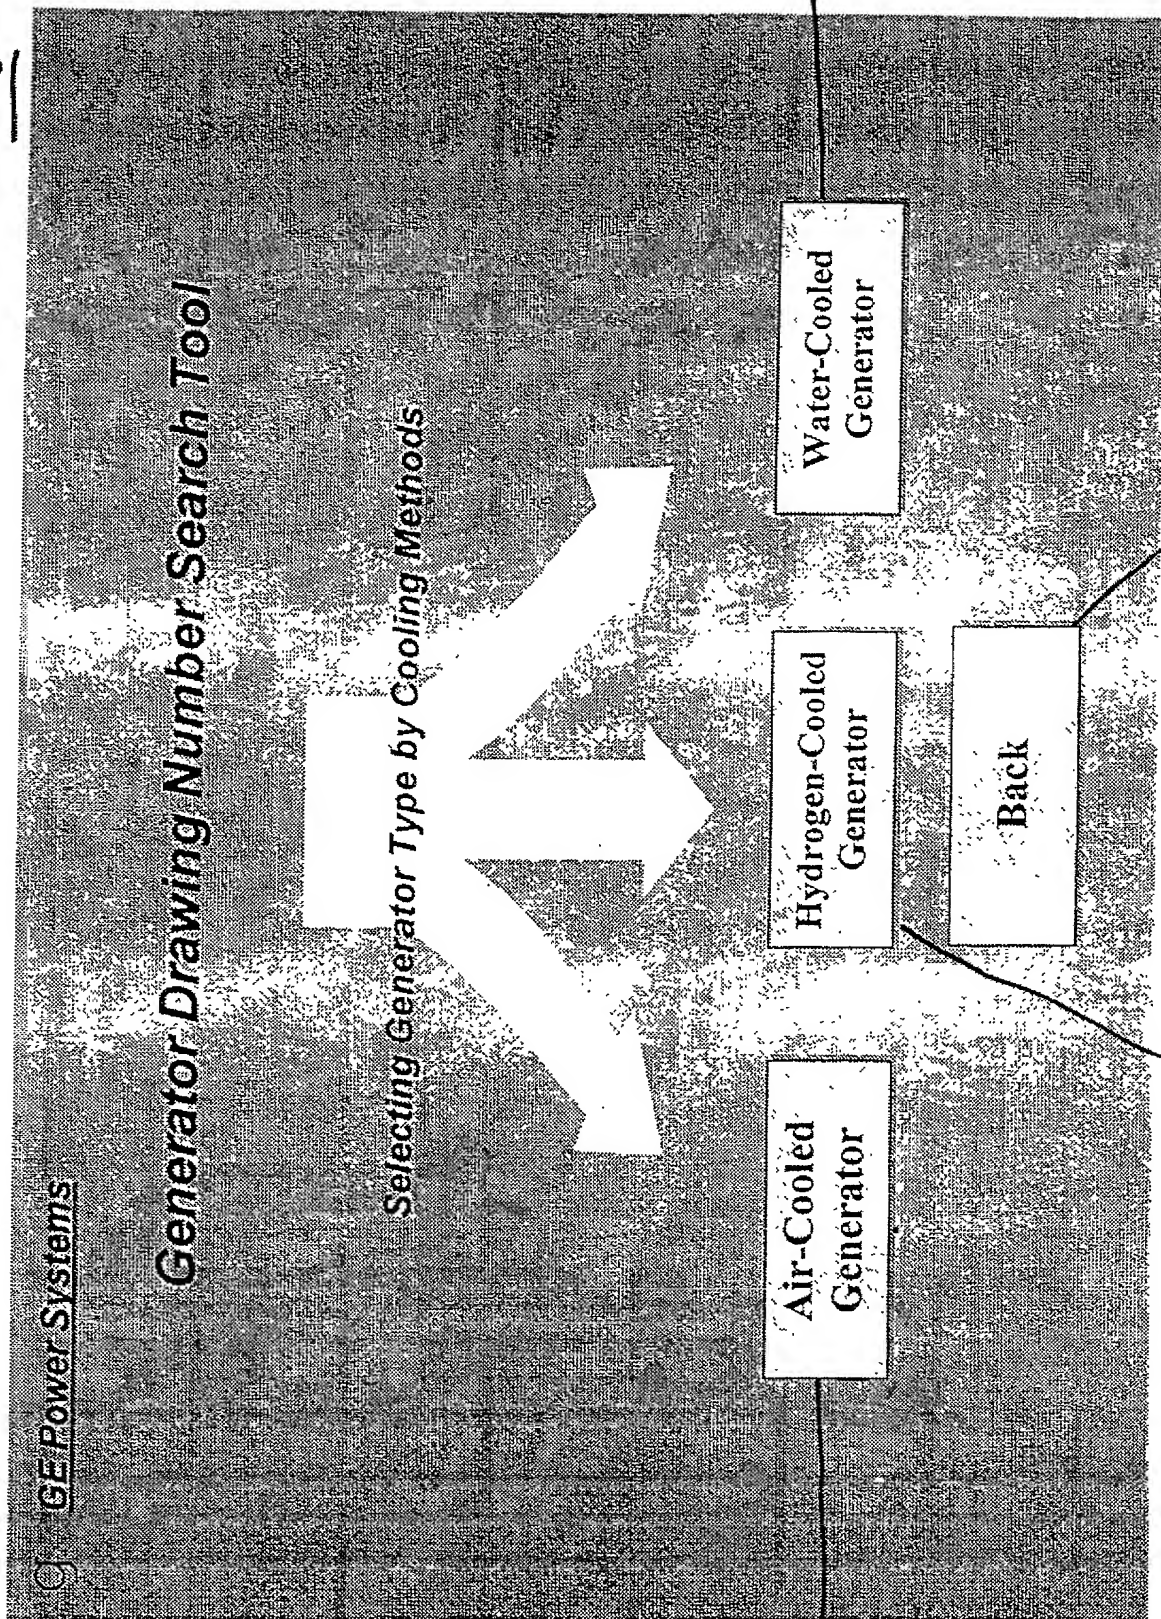 GE Power Systems
Generator Drawing Number Search Tool
Selecting Generator Type by Cooling Methods
Air-Cooled
Generator
Hydrogen-Cooled
Generator
Water-Cooled
Generator
Back